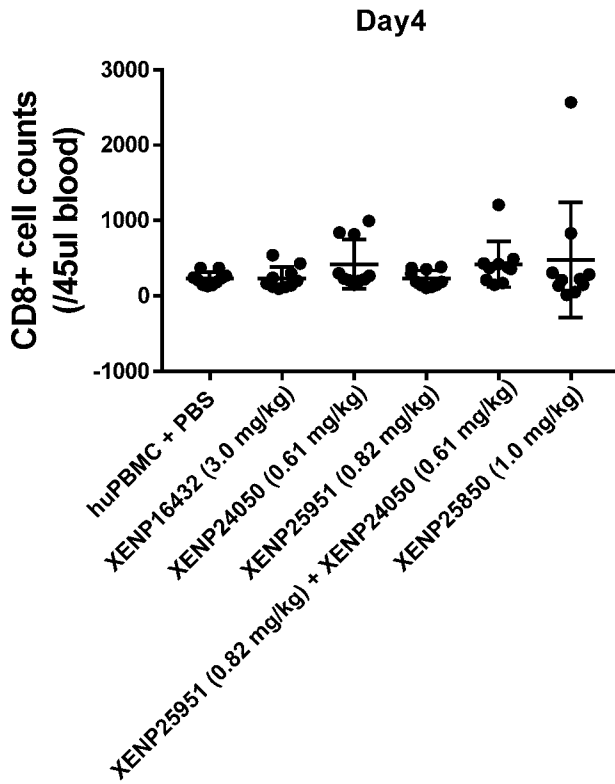 Day4
CD8+ cell counts
(/45ul blood)
3000
2000
1000
0
-1000
huPBMC + PBS
XENP16432 (3.0 mg/kg)
XENP24050 (0.61 mg/kg)
XENP25951 (0.82 mg/kg)
XENP25951 (0.82 mg/kg) + XENP24050 (0.61 mg/kg)
XENP25850 (1.0 mg/kg)